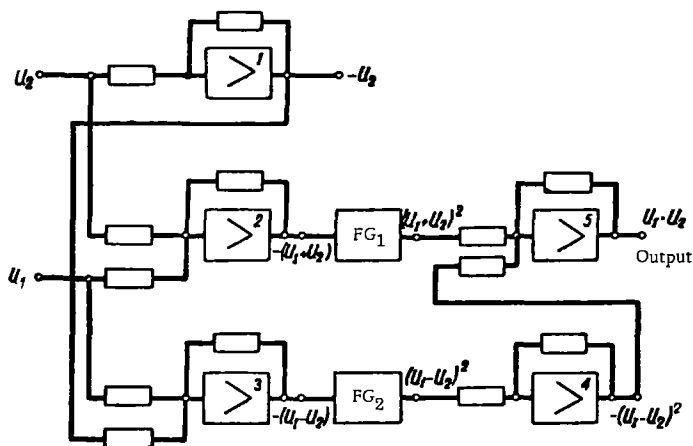 1
U₂
-U₂
2
FG₁
(U₁+U₂)²
5
U₁·U₂
-(U₁+U₂)
Output
U₁
3
FG₂
(U₁-U₂)²
4
-(U₁-U₂)
-(U₁-U₂)²